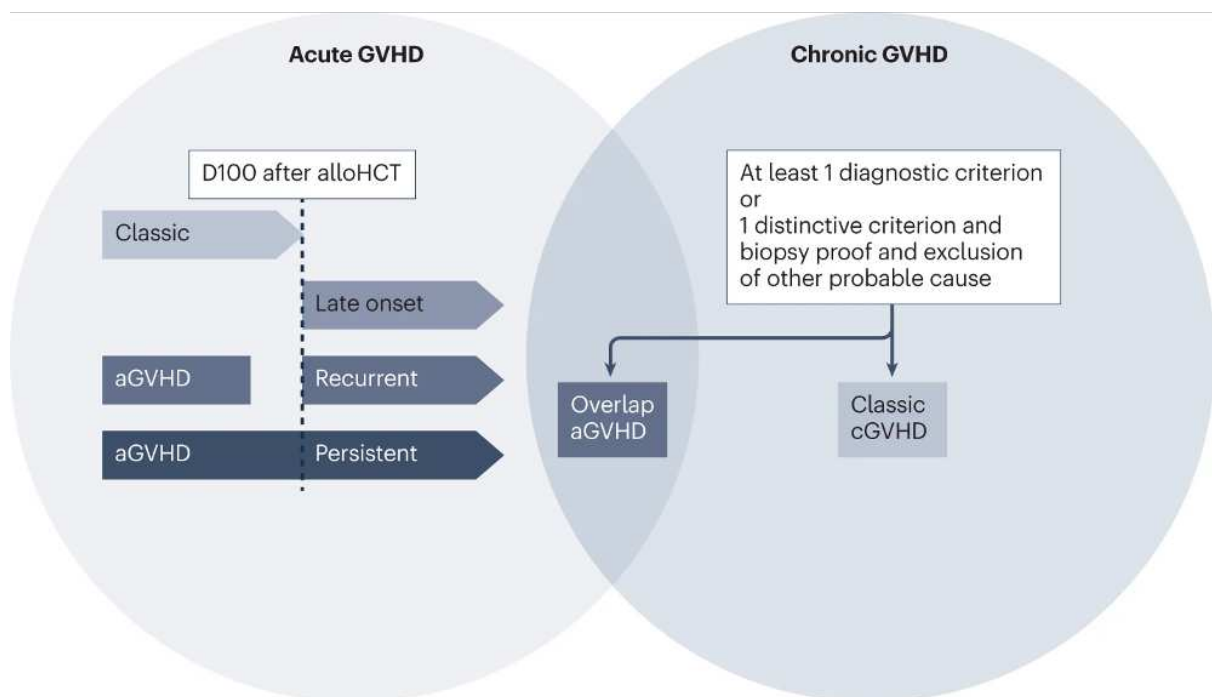 Acute GVHD
Chronic GVHD
D100 after alloHCT
Classic
Late onset
aGVHD
Recurrent
aGVHD
Persistent
At least 1 diagnostic criterion
or
1 distinctive criterion and
biopsy proof and exclusion
of other probable cause
Overlap
aGVHD
Classic
cGVHD